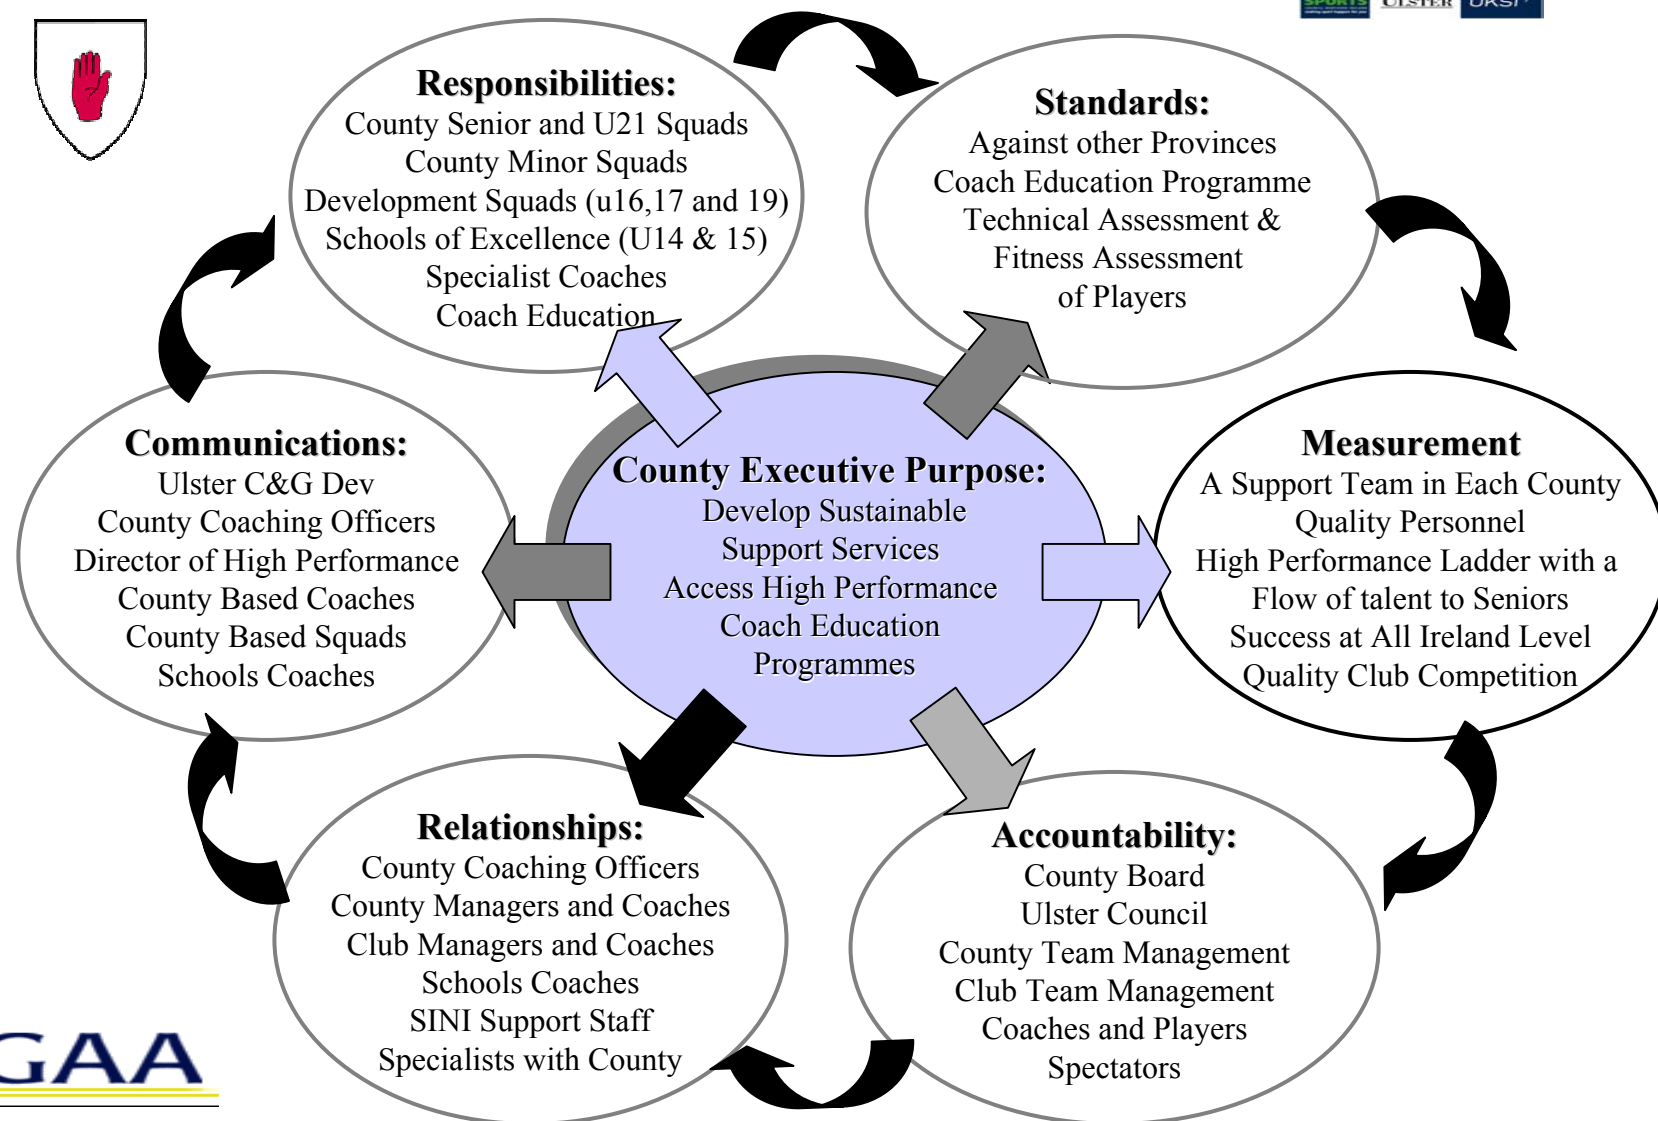 SPORTS
ULSTER
UKSI
Responsibilities:
County Senior and U21 Squads
County Minor Squads
Development Squads (u16,17 and 19)
Schools of Excellence (U14 & 15)
Specialist Coaches
Coach Education
Standards:
Against other Provinces
Coach Education Programme
Technical Assessment &
Fitness Assessment
of Players
Communications:
Ulster C&G Dev
County Coaching Officers
Director of High Performance
County Based Coaches
County Based Squads
Schools Coaches
County Executive Purpose:
Develop Sustainable
Support Services
Access High Performance
Coach Education
Programmes
Measurement
A Support Team in Each County
Quality Personnel
High Performance Ladder with a
Flow of talent to Seniors
Success at All Ireland Level
Quality Club Competition
Relationships:
County Coaching Officers
County Managers and Coaches
Club Managers and Coaches
Schools Coaches
SINI Support Staff
Specialists with County
Accountability:
County Board
Ulster Council
County Team Management
Club Team Management
Coaches and Players
Spectators
GAA